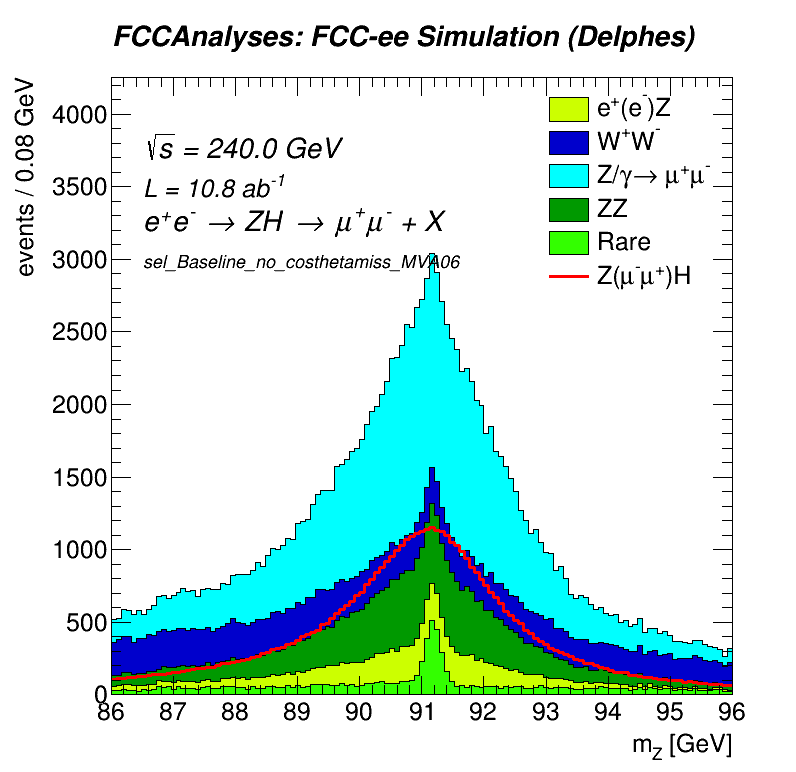 FCCAnalyses: FCC-ee Simulation (Delphes)
events / 0.08 GeV
4000
3500
3000
2500
2000
1500
1000
500
0
√s = 240.0 GeV
L = 10.8 ab⁻¹
e⁺e⁻ → ZH → μ⁺μ⁻ + X
sel_Baseline_no_costhetamiss_MVA06
e⁺(e⁻)Z
W⁺W⁻
Z/γ→ μ⁺μ⁻
ZZ
Rare
Z(μ⁻μ⁺)H
86 87 88 89 90 91 92 93 94 95 96
m_Z [GeV]